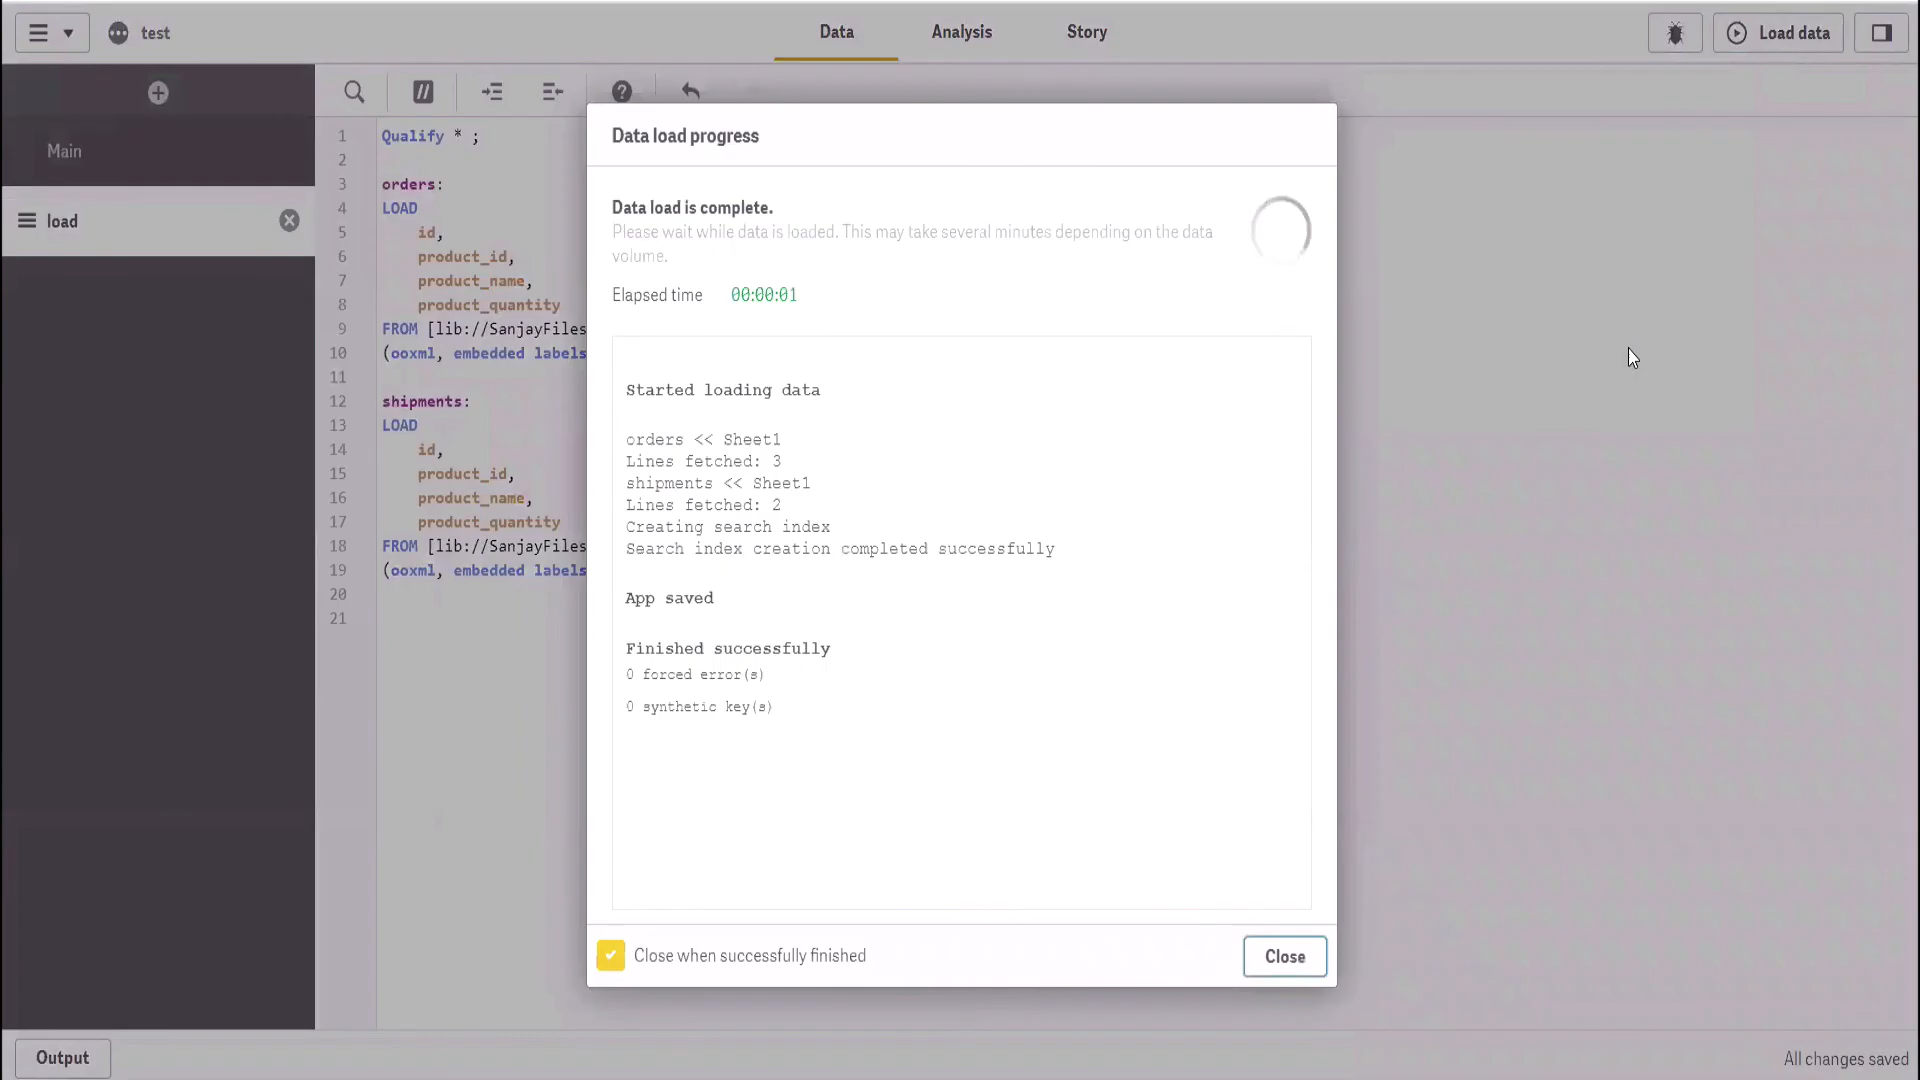 test
Data
Analysis
Story
Load data
Main
load
1 Qualify * ;
2
3 orders:
4 LOAD
5 id,
6 product_id,
7 product_name,
8 product_quantity
9 FROM [lib://SanjayFiles
10 (ooxml, embedded labels
11
12 shipments:
13 LOAD
14 id,
15 product_id,
16 product_name,
17 product_quantity
18 FROM [lib://SanjayFiles
19 (ooxml, embedded labels
20
21
Data load progress
Data load is complete.
Please wait while data is loaded. This may take several minutes depending on the data
volume.
Elapsed time 00:00:01
Started loading data
orders << Sheet1
Lines fetched: 3
shipments << Sheet1
Lines fetched: 2
Creating search index
Search index creation completed successfully
App saved
Finished successfully
0 forced error(s)
0 synthetic key(s)
Close when successfully finished
Close
Output
All changes saved